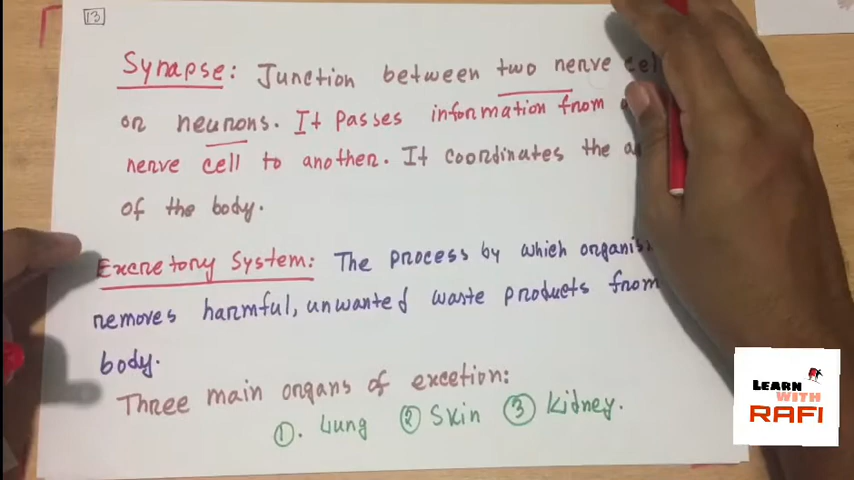 13
Synapse: Junction between two nerve
or neurons. It passes information from
nerve cell to another. It coordinates the
of the body.
Excretory System: The process by which
removes harmful, unwanted waste products from
body.
Three main organs of excetion:
①. Lung ② Skin ③ Kidney.
LEARN
WITH
RAFI